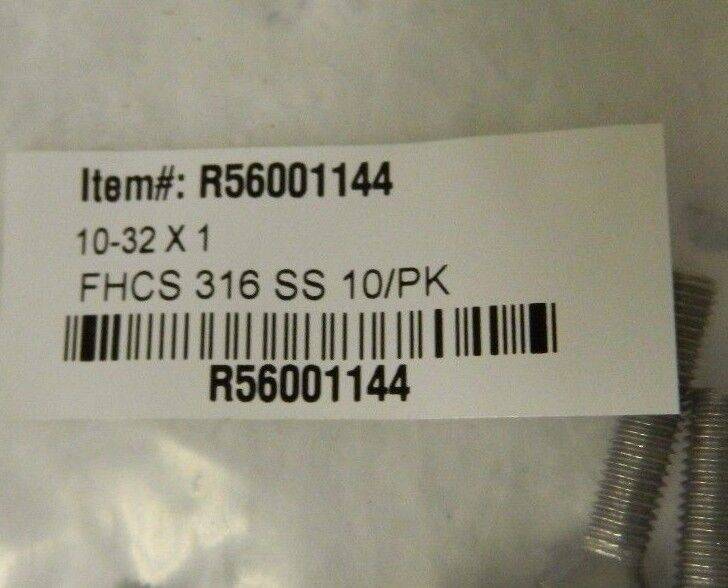 Item#: R56001144
10-32 X 1
FHCS 316 SS 10/PK
R56001144